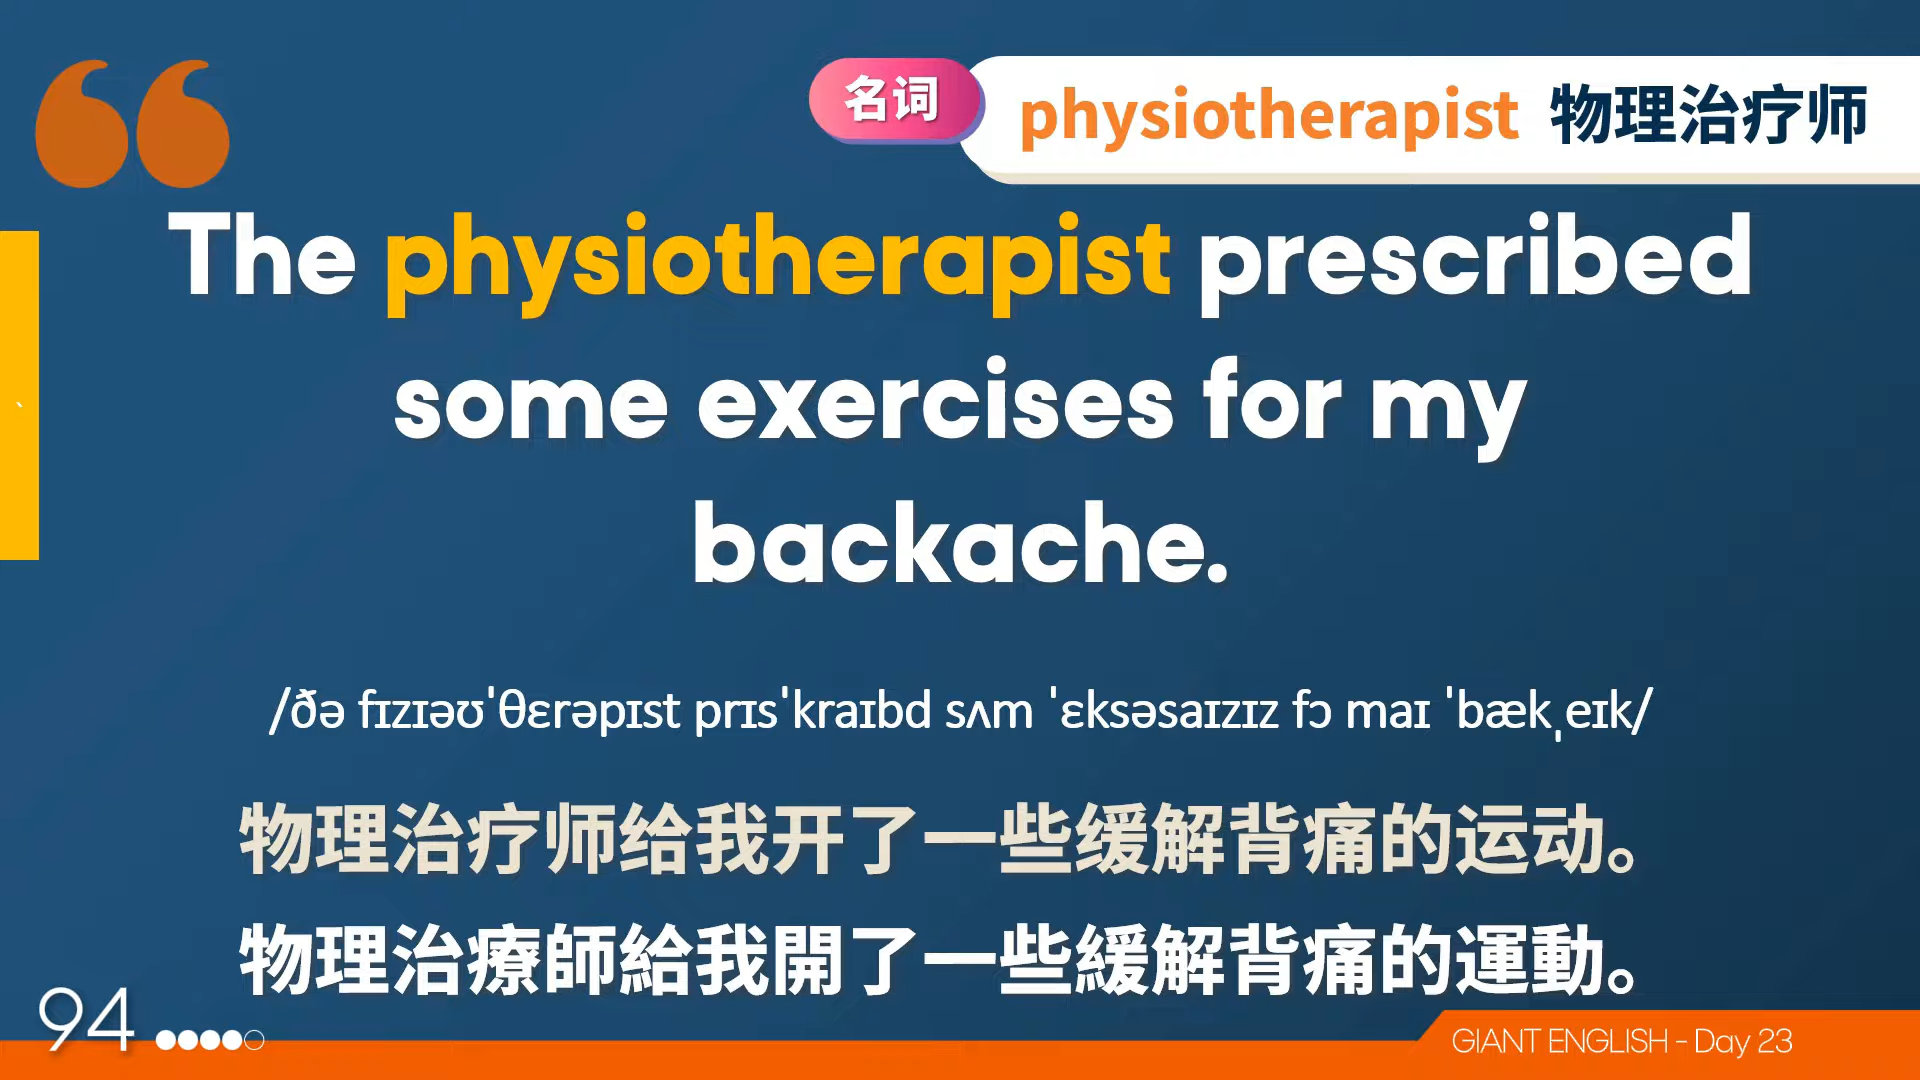 名词
physiotherapist 物理治疗师
The physiotherapist prescribed
some exercises for my
backache.
/ðə fɪzɪəʊˈθɛrəpɪst prɪsˈkraɪbd sʌm ˈɛksəsaɪzɪz fɔ maɪ ˈbækˌeɪk/
物理治疗师给我开了一些缓解背痛的运动。
物理治療師給我開了一些緩解背痛的運動。
94
GIANT ENGLISH - Day 23